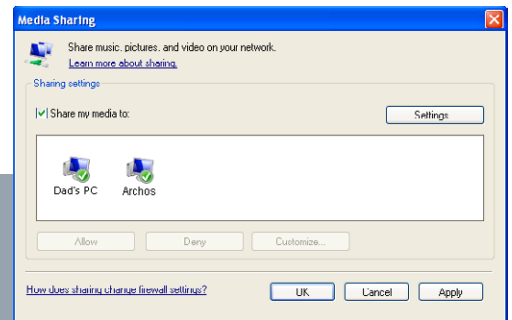 Media Sharing
Share music, pictures, and video on your network.
Learn more about sharing.
Sharing settings
Share my media to:
Settings
Dad's PC
Archos
Allow
Deny
Customize...
How does sharing change firewall settings?
OK
Cancel
Apply